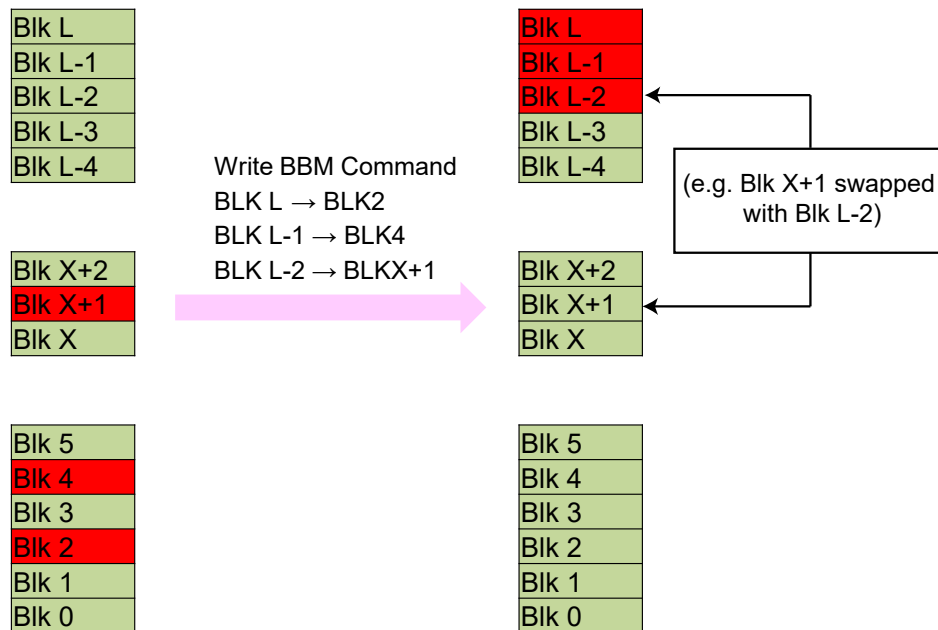 Blk L
Blk L-1
Blk L-2
Blk L-3
Blk L-4
Blk X+2
Blk X+1
Blk X
Blk 5
Blk 4
Blk 3
Blk 2
Blk 1
Blk 0
Write BBM Command
BLK L → BLK2
BLK L-1 → BLK4
BLK L-2 → BLKX+1
Blk L
Blk L-1
Blk L-2
Blk L-3
Blk L-4
Blk X+2
Blk X+1
Blk X
Blk 5
Blk 4
Blk 3
Blk 2
Blk 1
Blk 0
(e.g. Blk X+1 swapped
with Blk L-2)